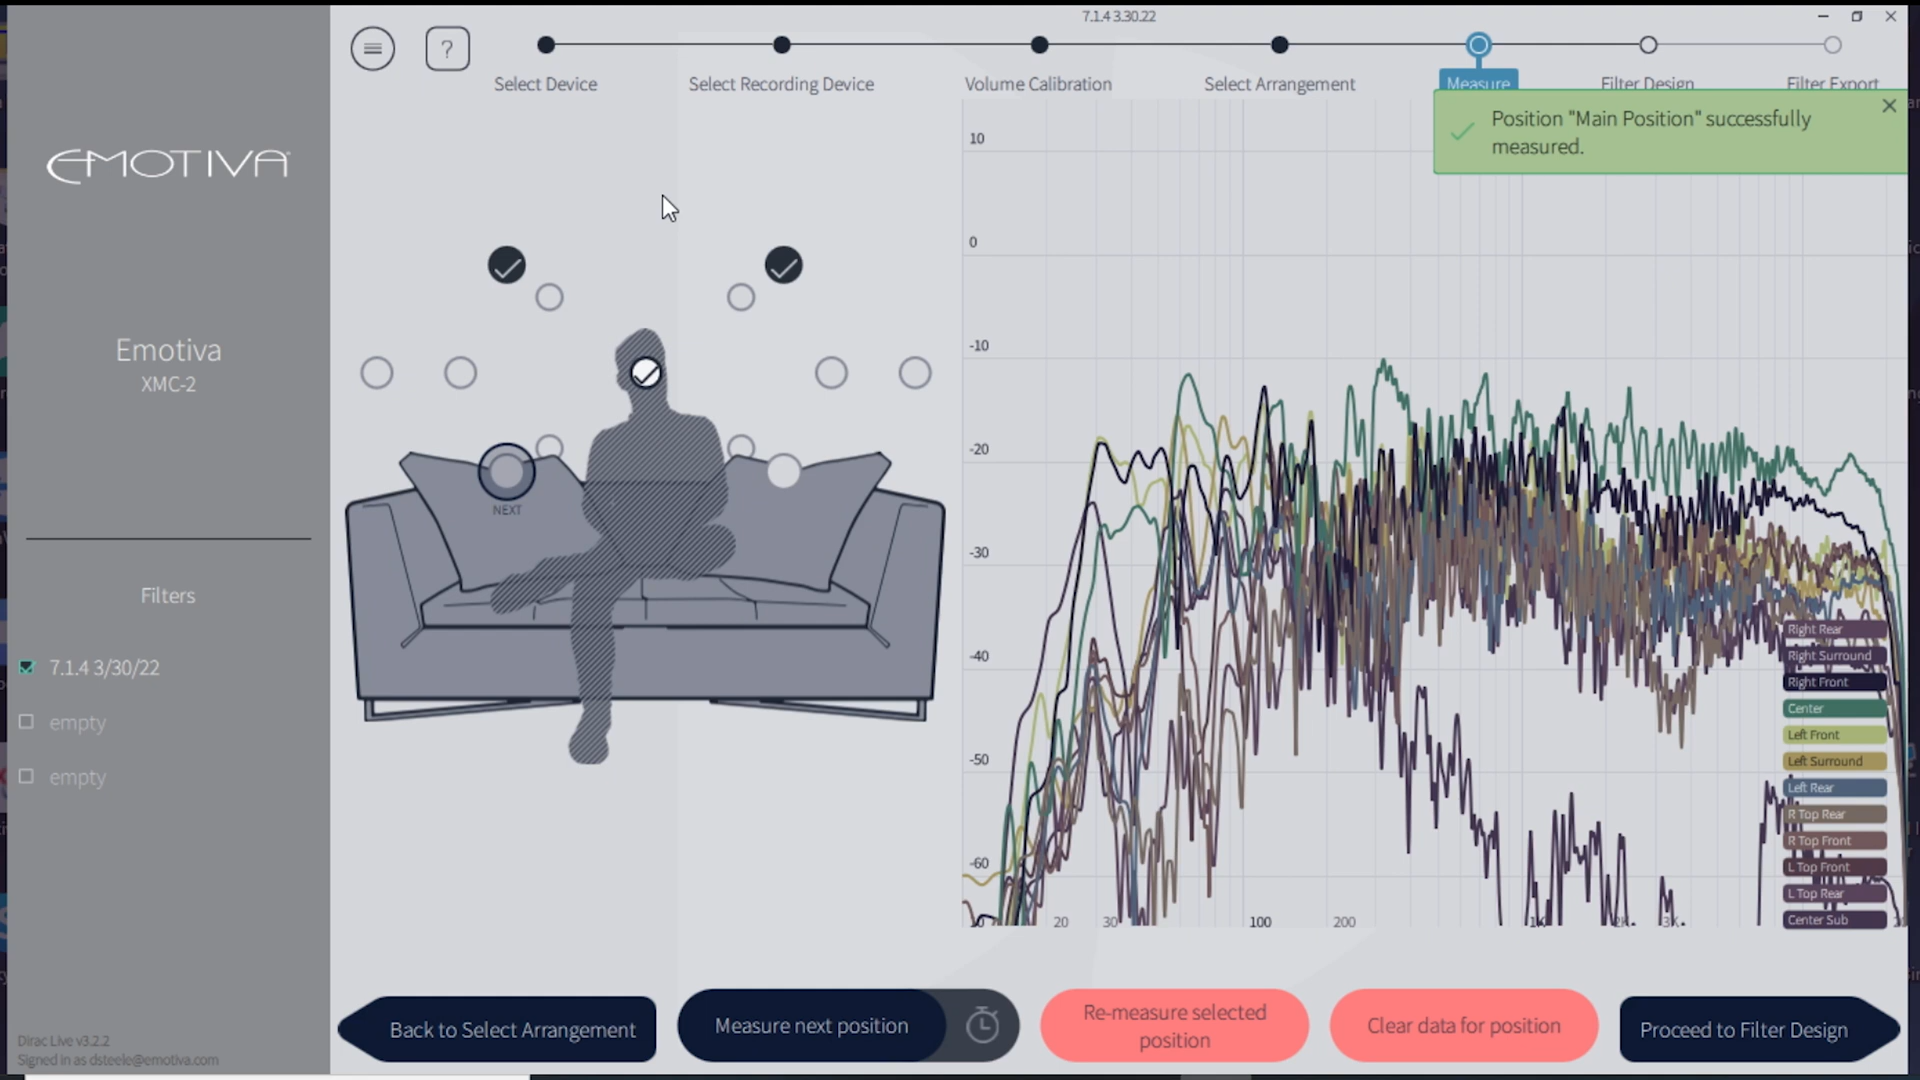 7.1.4 3.30.22
?
Select Device
Select Recording Device
Volume Calibration
Select Arrangement
Measure
Filter Design
Filter Export
Position "Main Position" successfully
measured.
EMOTIVA
Emotiva
XMC-2
Filters
7.1.4 3/30/22
empty
empty
Dirac Live v3.2.2
Signed in as dsteele@emotiva.com
NEXT
10
0
-10
-20
-30
-40
-50
-60
20
30
100
200
1K
2K
3K
Right Rear
Right Surround
Right Front
Center
Left Front
Left Surround
Left Rear
R Top Rear
R Top Front
L Top Front
L Top Rear
Center Sub
Back to Select Arrangement
Measure next position
Re-measure selected
position
Clear data for position
Proceed to Filter Design